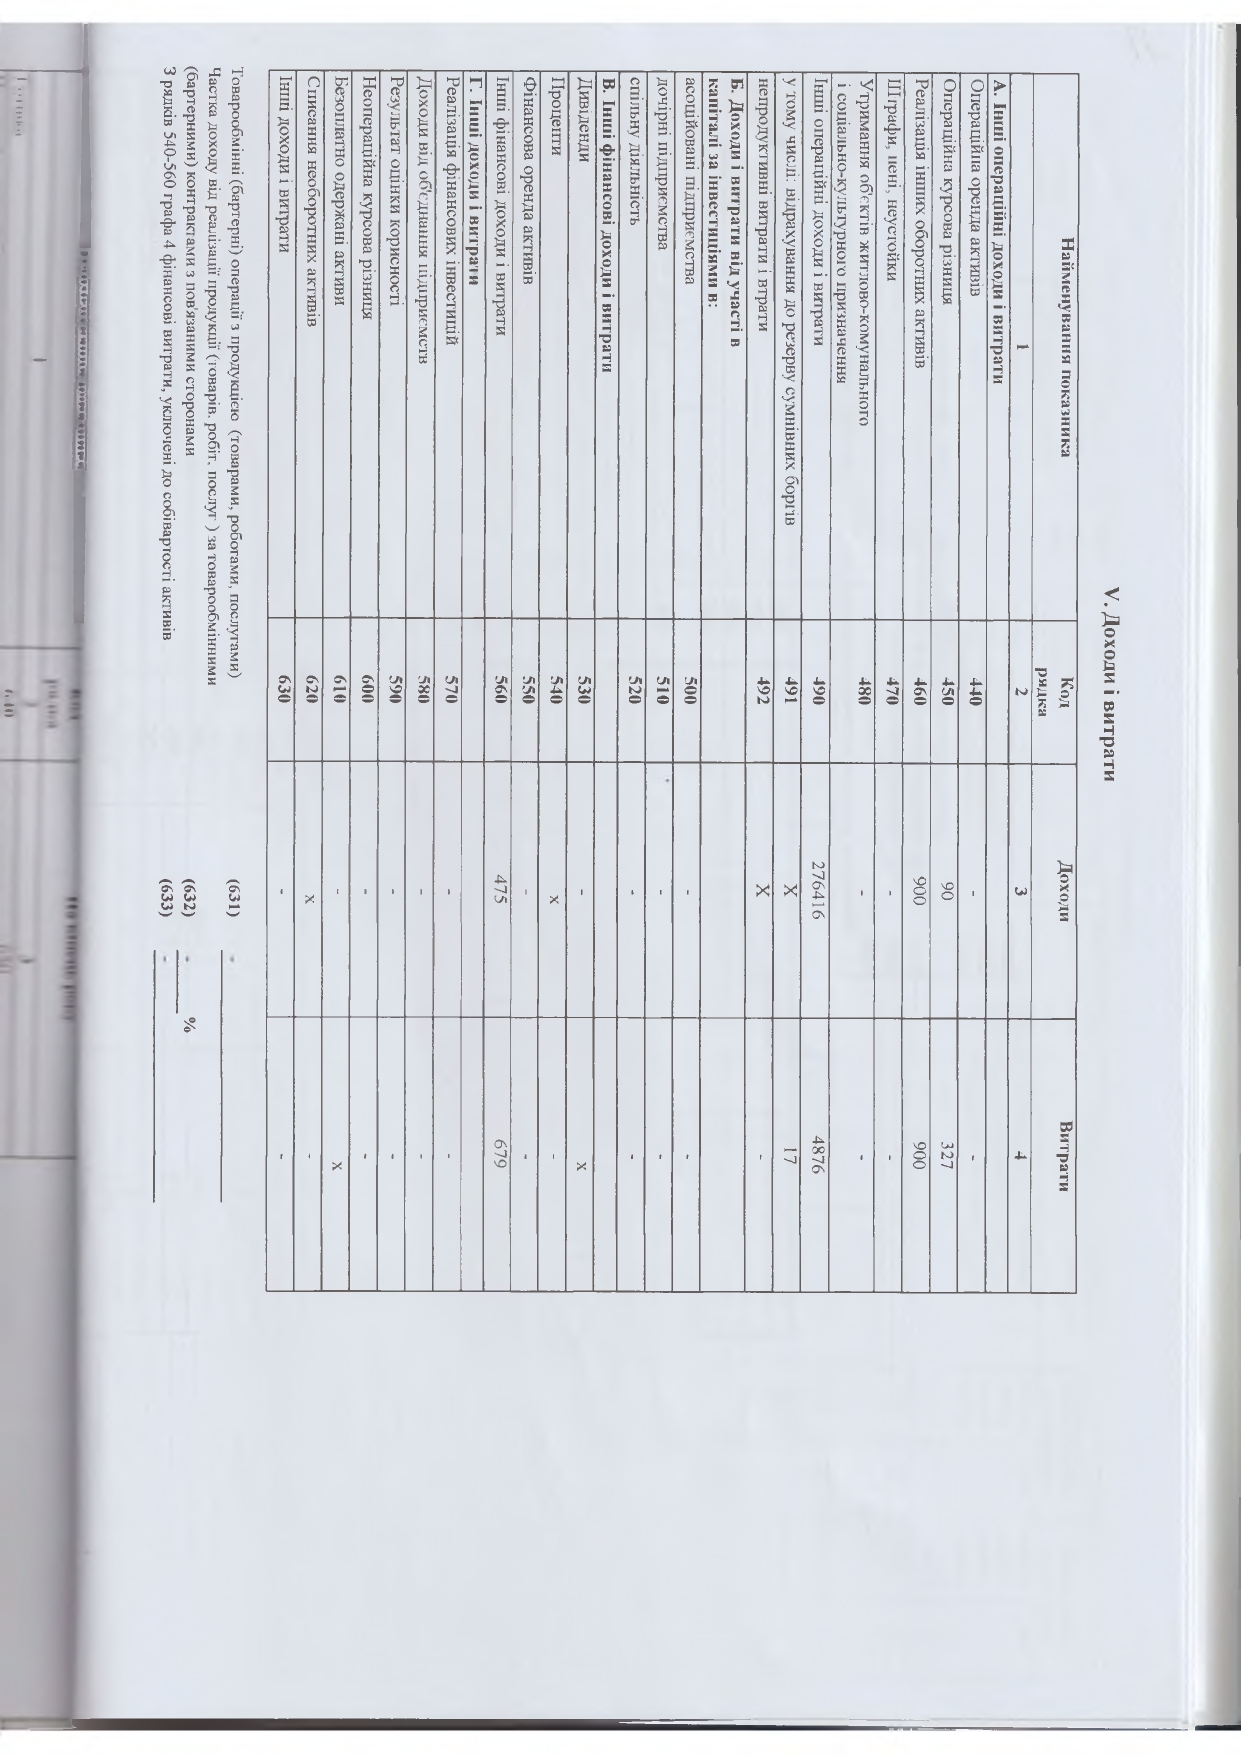 V. Доходи і витрати
Найменування показника Код рядка Доходи Витрати
1 2 3 4
А. Інші операційні доходи і витрати
Операційна оренда активів 440 - -
Операційна курсова різниця 450 90 327
Реалізація інших оборотних активів 460 900 900
Штрафи, пені, неустойки 470 - -
Утримання об'єктів житлово-комунального
і соціально-культурного призначення 480 - -
Інші операційні доходи і витрати 490 276416 4876
у тому числі: відрахування до резерву сумнівних боргів 491 X 17
непродуктивні витрати і втрати 492 X -
Б. Доходи і витрати від участі в
капіталі за інвестиціями в:
асоційовані підприємства 500 - -
дочірні підприємства 510 - -
спільну діяльність 520 - -
В. Інші фінансові доходи і витрати
Дивіденди 530 - x
Проценти 540 x -
Фінансова оренда активів 550 - -
Інші фінансові доходи і витрати 560 475 679
Г. Інші доходи і витрати
Реалізація фінансових інвестицій 570 - -
Доходи від об'єднання підприємств 580 - -
Результат оцінки корисності 590 - -
Неопераційна курсова різниця 600 - -
Безоплатно одержані активи 610 - x
Списання необоротних активів 620 x -
Інші доходи і витрати 630 - -
Товарообмінні (бартерні) операції з продукцією (товарами, роботами, послугами) (631) -
Частка доходу від реалізації продукції (товарів, робіт, послуг ) за товарообмінними
(бартерними) контрактами з пов'язаними сторонами (632) - %
З рядків 540-560 графа 4 фінансові витрати, уключені до собівартості активів (633) -